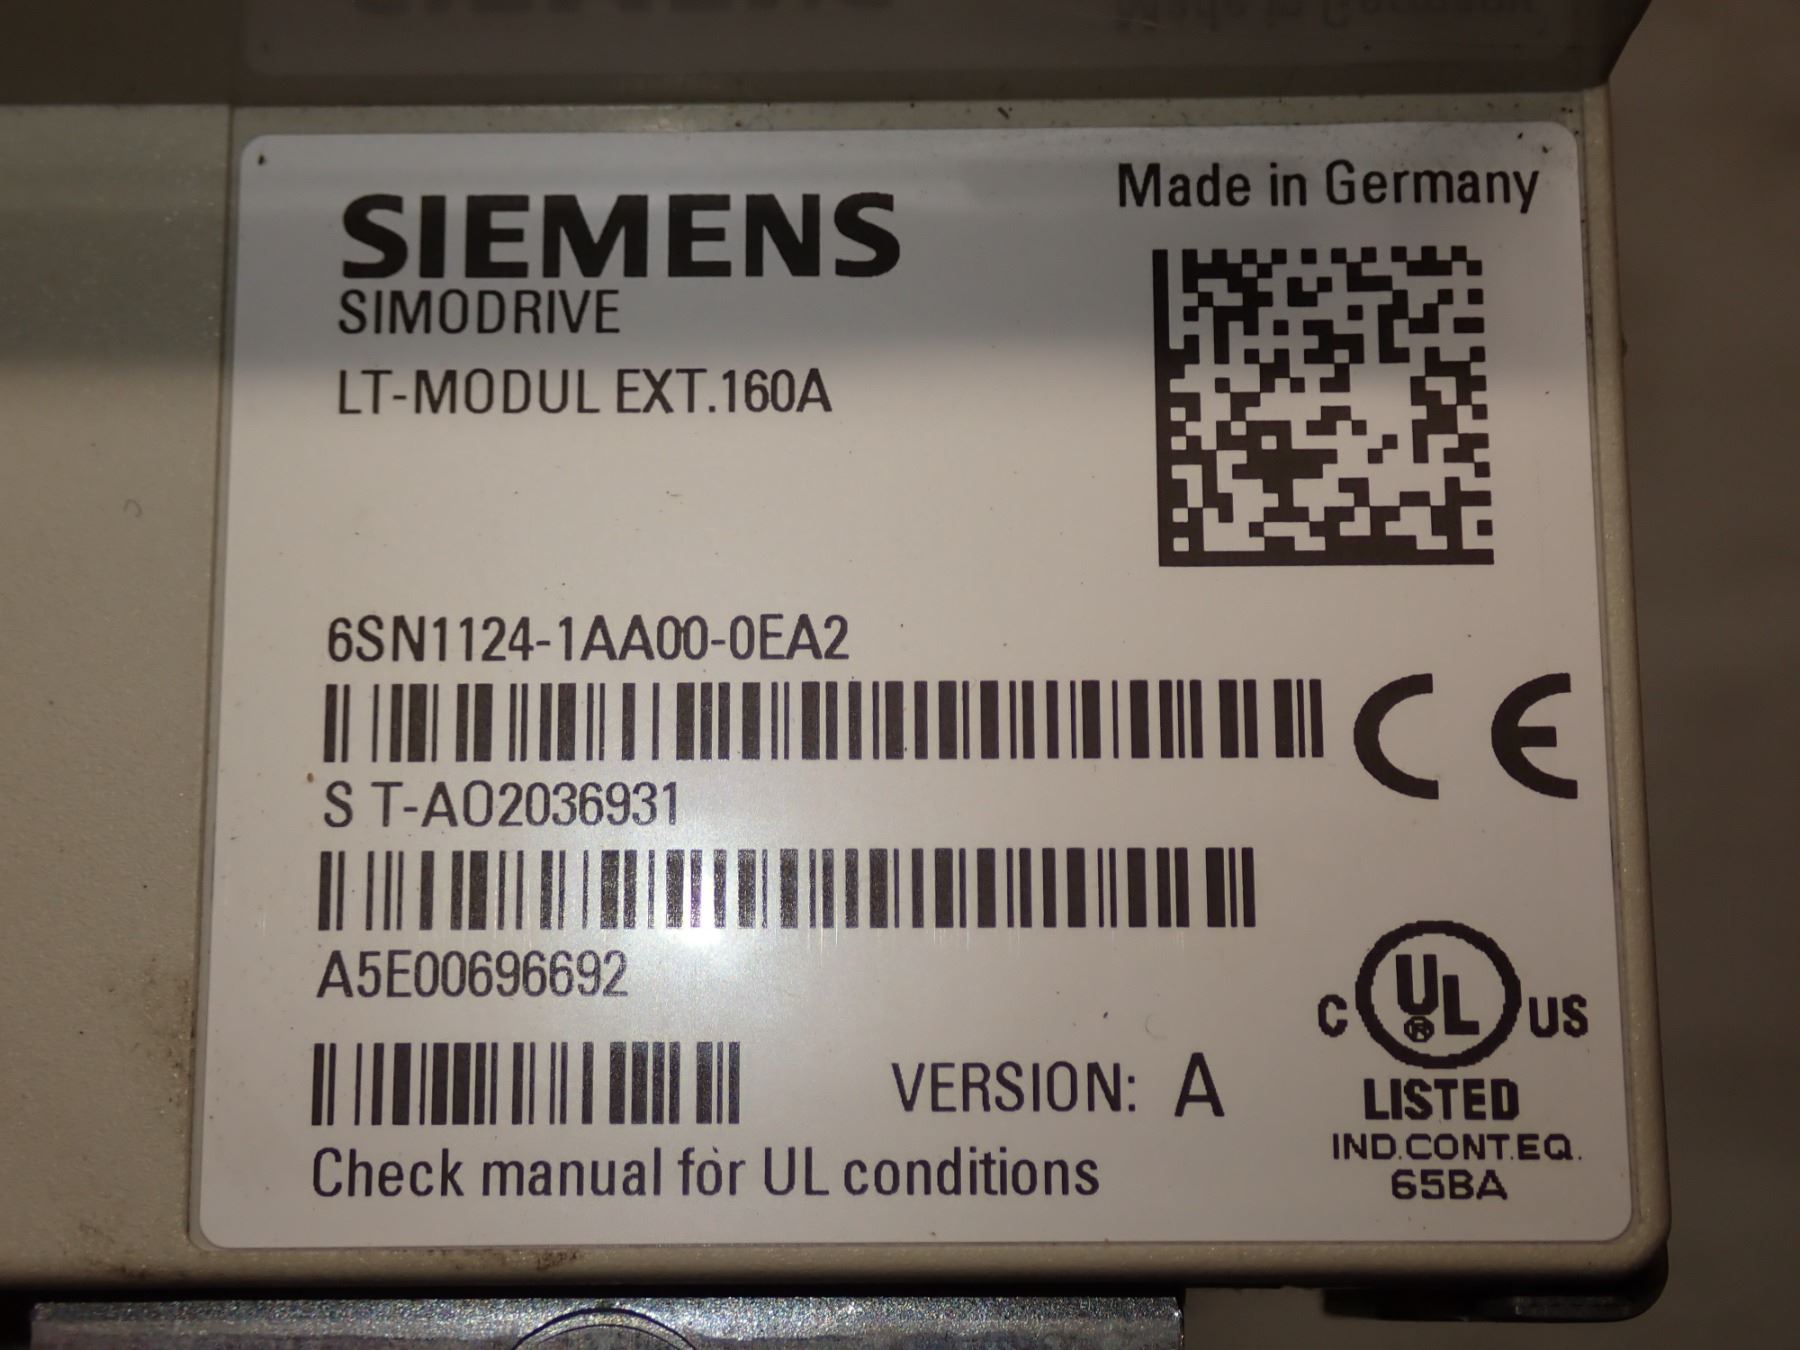 SIEMENS
Made in Germany
SIMODRIVE
LT-MODUL EXT.160A
6SN1124-1AA00-0EA2
CE
S T-AO2036931
A5E00696692
C UL US
®
LISTED
IND.CONT.EQ.
65BA
VERSION: A
Check manual for UL conditions